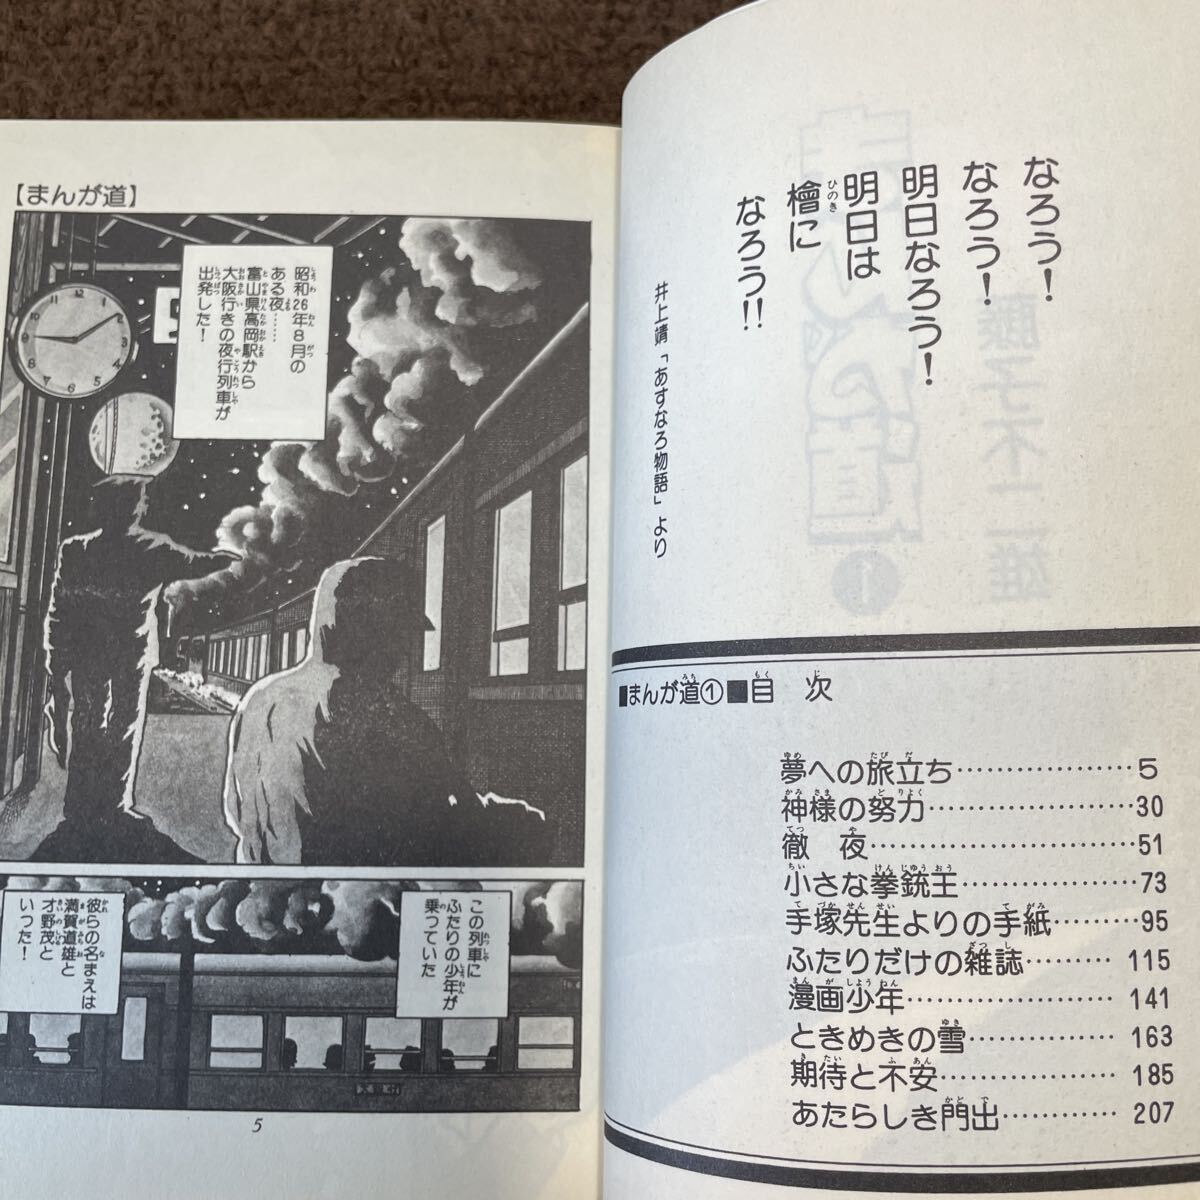 なろう！
なろう！
明日なろう！
明日は
檜に
なろう!!
井上靖「あすなろ物語」より
■まんが道①■目 次
夢への旅立ち…………………5
神様の努力…………………30
徹 夜…………………51
小さな拳銃王…………………73
手塚先生よりの手紙…………95
ふたりだけの雑誌…………115
漫画少年…………………141
ときめきの雪………………163
期待と不安…………………185
あたらしき門出……………207
【まんが道】
昭和26年8月の
ある夜……
富山県高岡駅から
大阪行きの夜行列車が
出発した！
この列車に
ふたりの少年が
乗っていた
彼らの名まえは
満賀道雄と
才野茂と
いった！
5